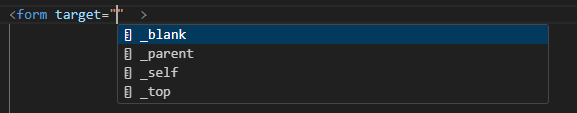 <form target="" >
_blank
_parent
_self
_top